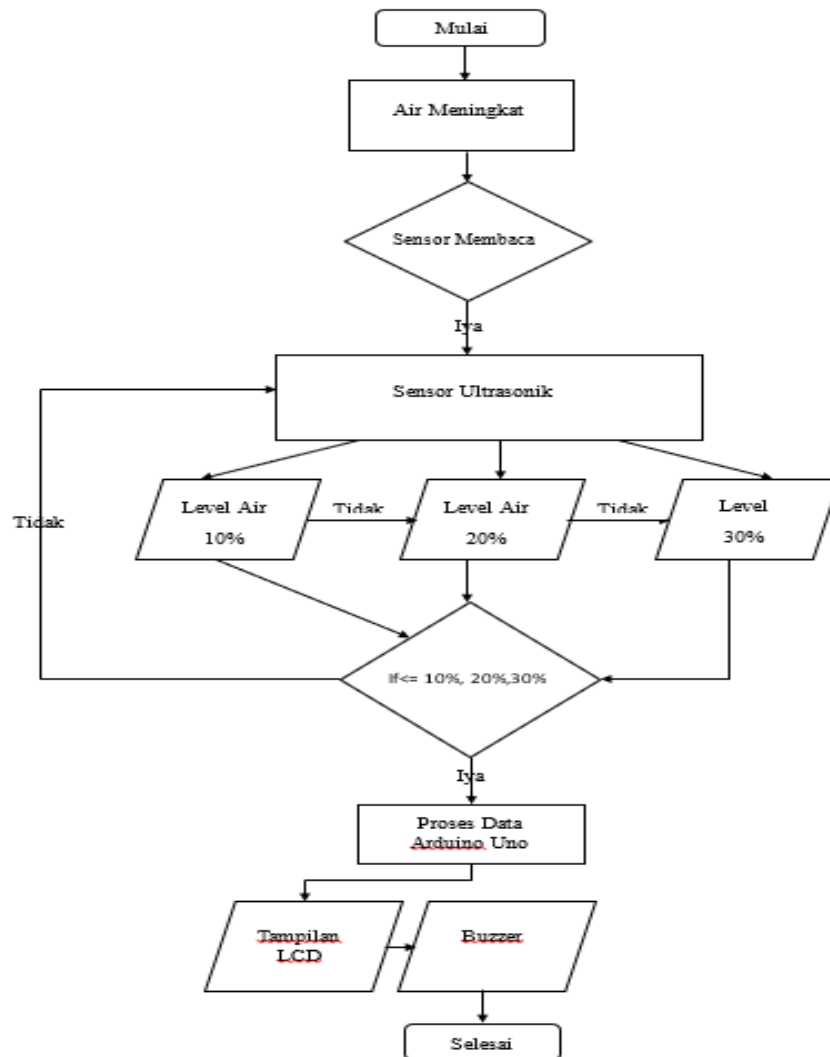 Mulai
Air Meningkat
Sensor Membaca
Iya
Sensor Ultrasonik
Level Air
10%
Tidak
Level Air
20%
Tidak
Level
30%
Tidak
If<= 10%, 20%,30%
Iya
Proses Data
Arduino Uno
Tampilan
LCD
Buzzer
Selesai